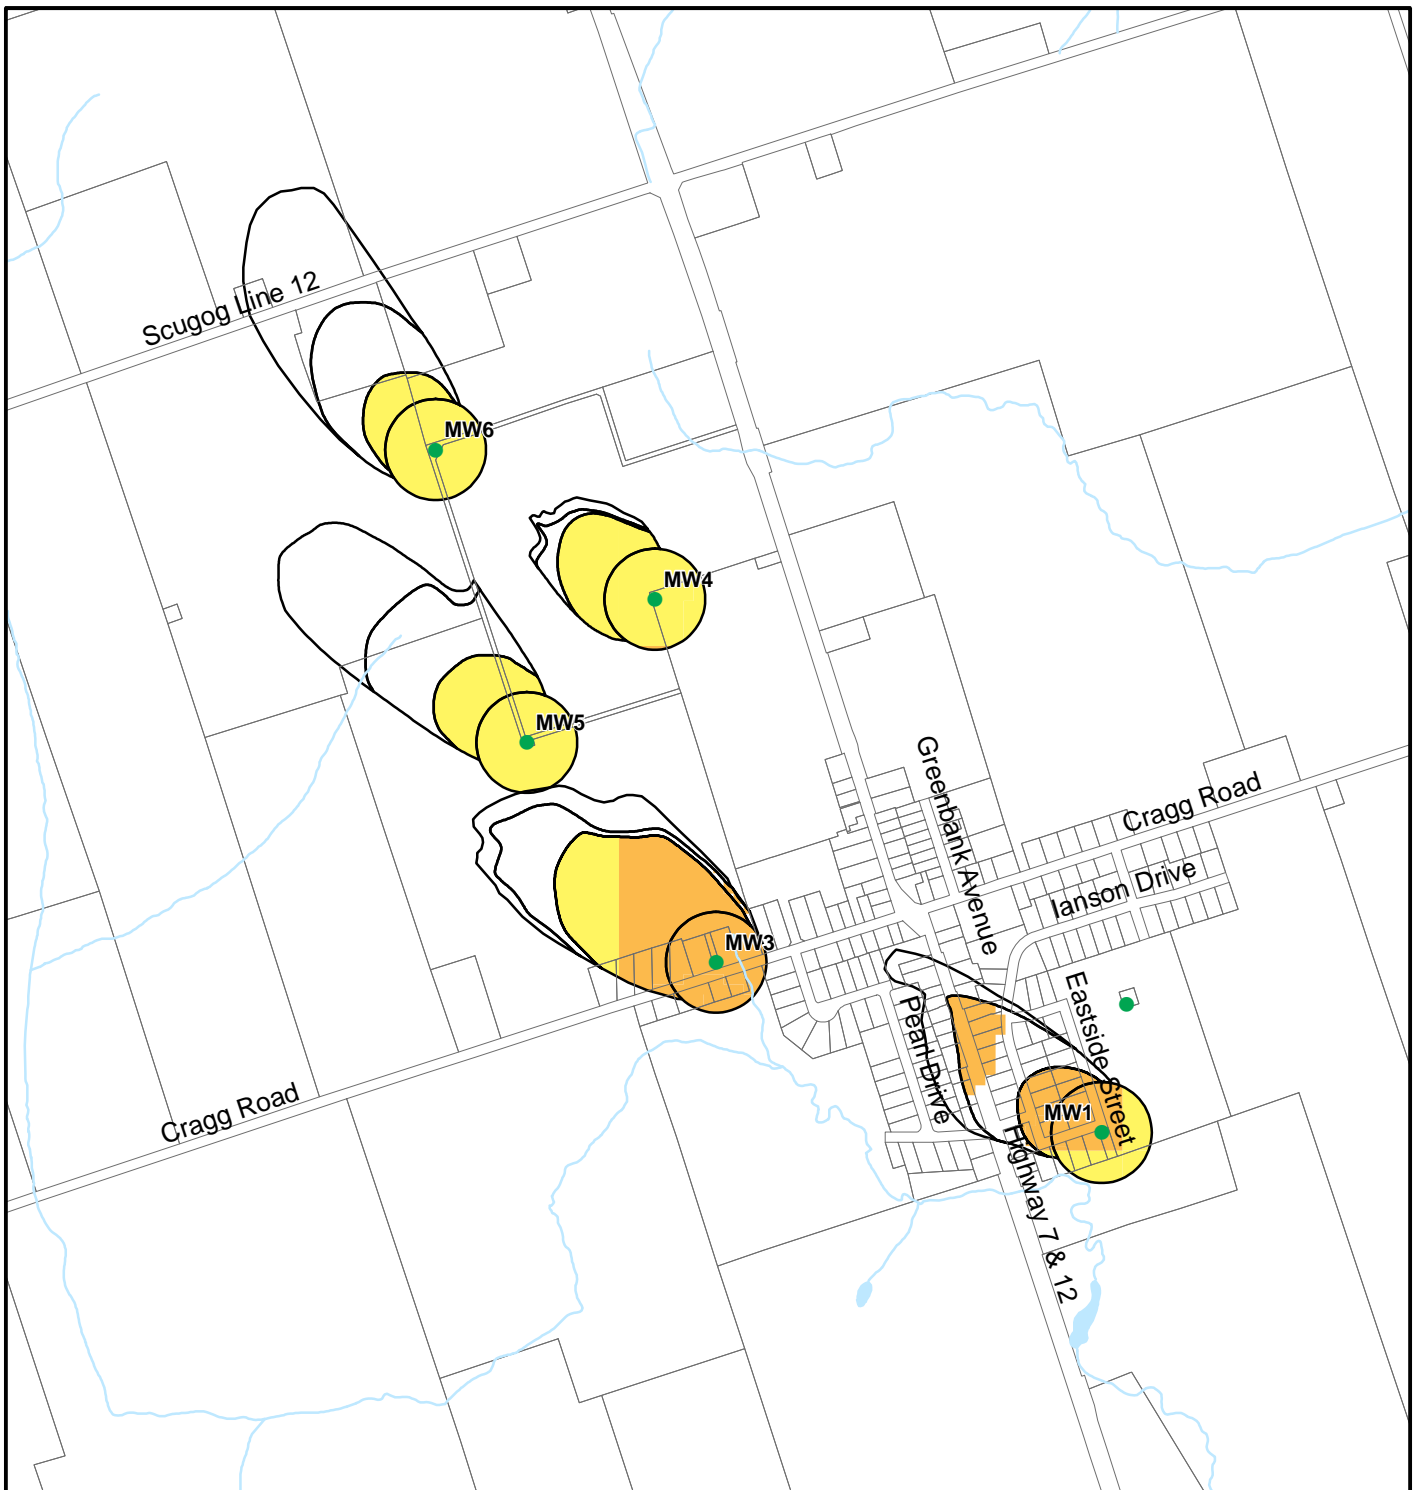 Scugog Line 12
MW6
MW4
MW5
Greenbank Avenue
Cragg Road
Ianson Drive
MW3
Eastside Street
Pearl Drive
MW1
Cragg Road
Highway 7 & 12